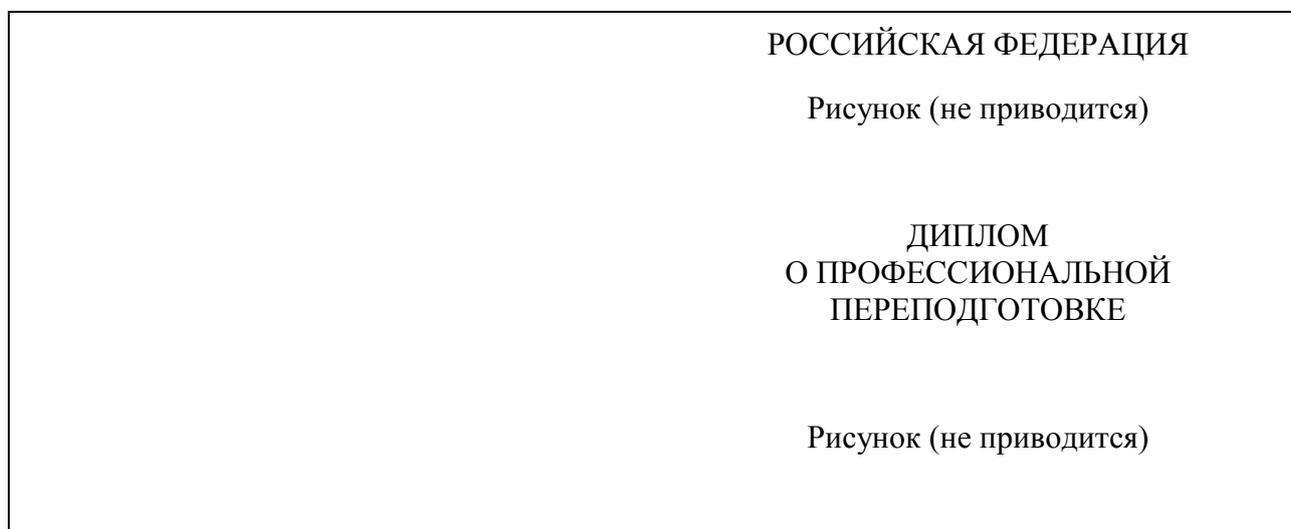 РОССИЙСКАЯ ФЕДЕРАЦИЯ
Рисунок (не приводится)
ДИПЛОМ
О ПРОФЕССИОНАЛЬНОЙ
ПЕРЕПОДГОТОВКЕ
Рисунок (не приводится)